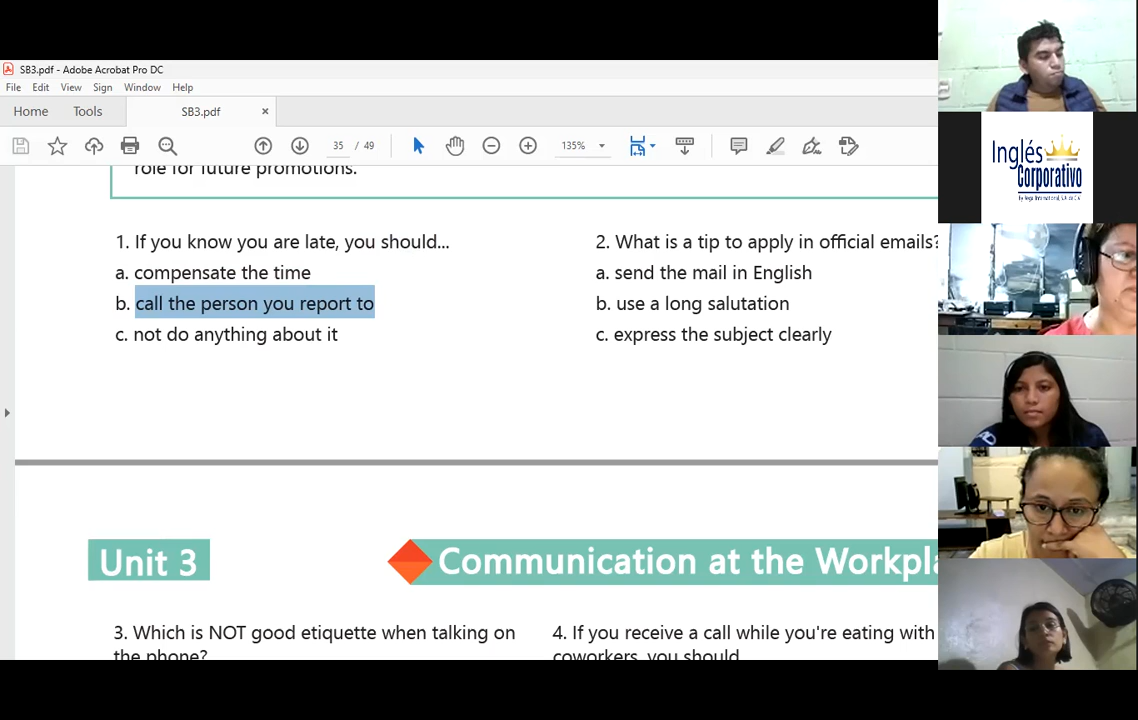 SB3.pdf - Adobe Acrobat Pro DC
File Edit View Sign Window Help
Home Tools SB3.pdf ×
35 / 49 135%
role for future promotions.
1. If you know you are late, you should...
a. compensate the time
b. call the person you report to
c. not do anything about it
2. What is a tip to apply in official emails?
a. send the mail in English
b. use a long salutation
c. express the subject clearly
Unit 3 Communication at the Workpla
3. Which is NOT good etiquette when talking on
the phone?
4. If you receive a call while you're eating with
coworkers, you should
Inglés
Corporativo